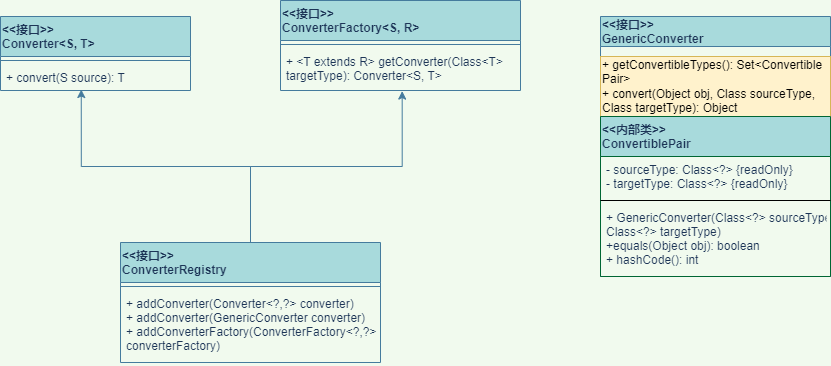 <<接口>>
Converter<S, T>
+ convert(S source): T
<<接口>>
ConverterFactory<S, R>
+ <T extends R> getConverter(Class<T>
targetType): Converter<S, T>
<<接口>>
GenericConverter
+ getConvertibleTypes(): Set<Convertible
Pair>
+ convert(Object obj, Class sourceType,
Class targetType): Object
<<内部类>>
ConvertiblePair
- sourceType: Class<?> {readOnly}
- targetType: Class<?> {readOnly}
+ GenericConverter(Class<?> sourceType
Class<?> targetType)
+equals(Object obj): boolean
+ hashCode(): int
<<接口>>
ConverterRegistry
+ addConverter(Converter<?,?> converter)
+ addConverter(GenericConverter converter)
+ addConverterFactory(ConverterFactory<?,?>
converterFactory)